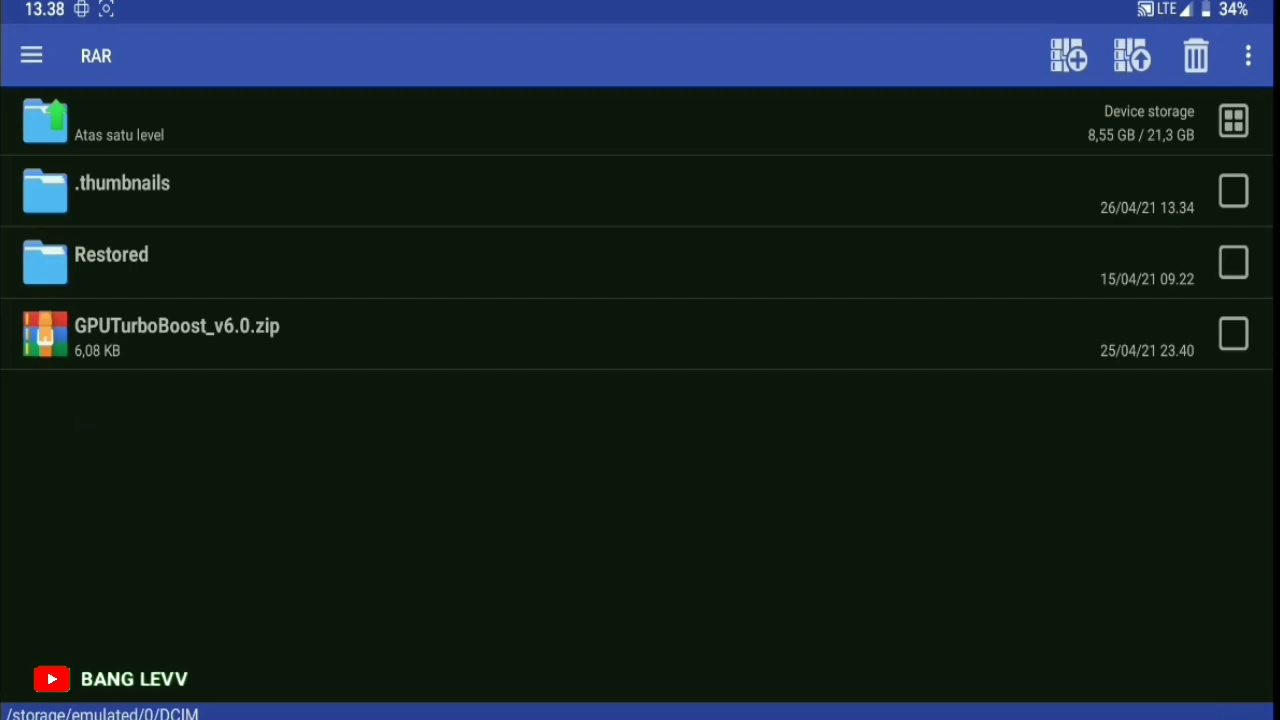 13.38 LTE 34%
RAR
Device storage
Atas satu level 8,55 GB / 21,3 GB
.thumbnails
26/04/21 13.34
Restored
15/04/21 09.22
GPUTurboBoost_v6.0.zip
6,08 KB 25/04/21 23.40
BANG LEVV
/storage/emulated/0/DCIM